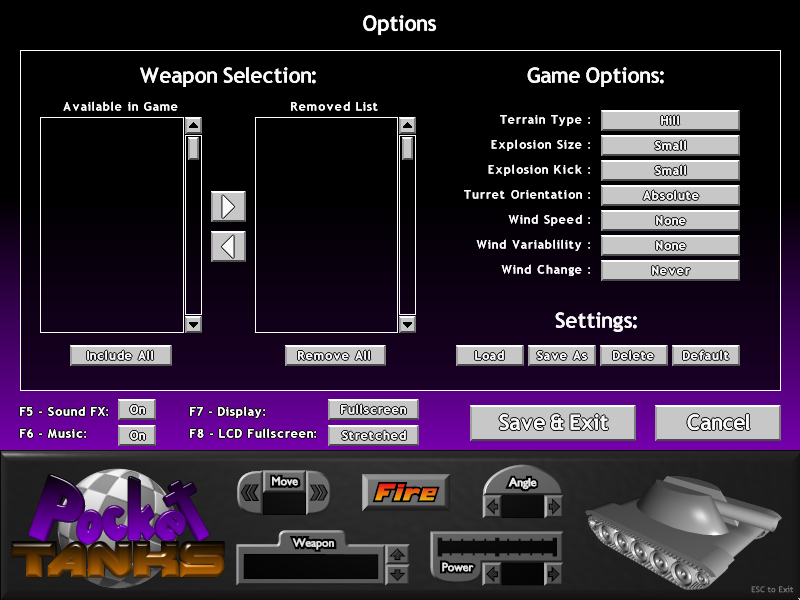 Options
Weapon Selection:
Game Options:
Available in Game
Removed List
Terrain Type :
Hill
Explosion Size :
Small
Explosion Kick :
Small
Turret Orientation :
Absolute
Wind Speed :
None
Wind Variablility :
None
Wind Change :
Never
Settings:
Include All
Remove All
Load
Save As
Delete
Default
F5 - Sound FX:
On
F7 - Display:
Fullscreen
F6 - Music:
On
F8 - LCD Fullscreen:
Stretched
Save & Exit
Cancel
Pocket
TANKS
Move
Fire
Angle
Weapon
Power
ESC to Exit